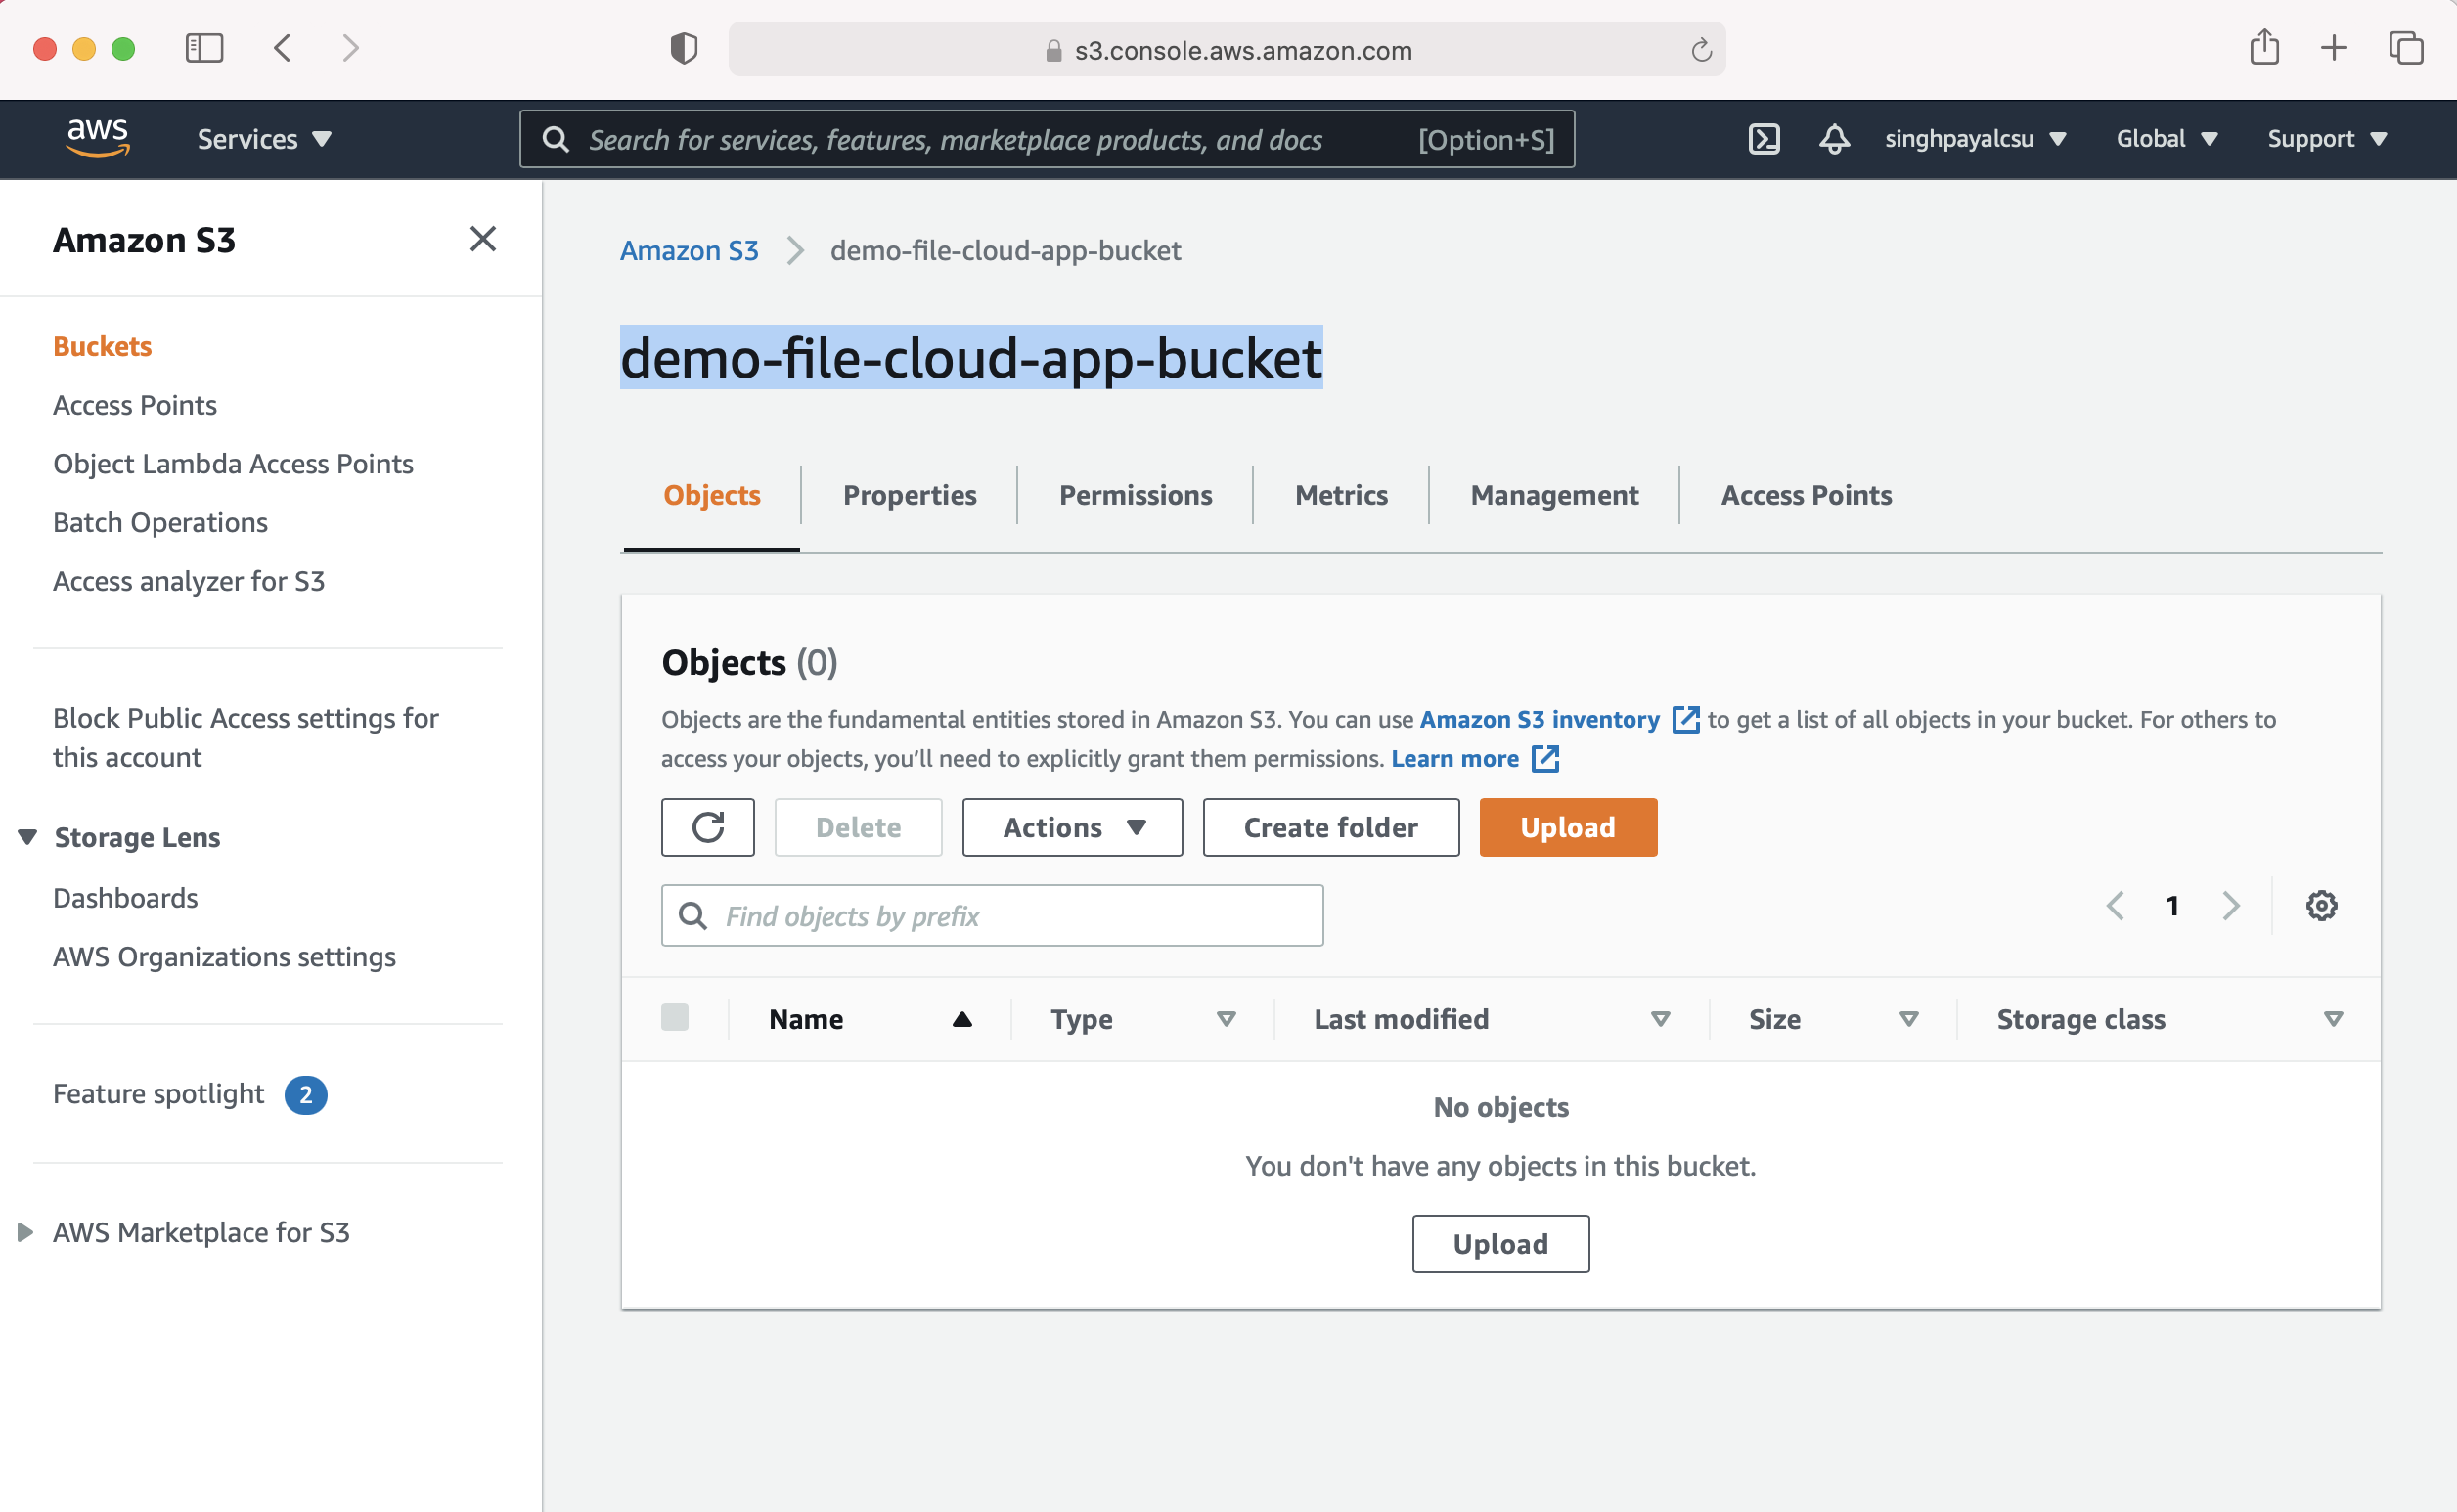 s3.console.aws.amazon.com
aws
Services
Search for services, features, marketplace products, and docs
[Option+S]
singhpayalcsu
Global
Support
Amazon S3
Buckets
Access Points
Object Lambda Access Points
Batch Operations
Access analyzer for S3
Block Public Access settings for
this account
Storage Lens
Dashboards
AWS Organizations settings
Feature spotlight 2
AWS Marketplace for S3
Amazon S3
demo-file-cloud-app-bucket
demo-file-cloud-app-bucket
Objects
Properties
Permissions
Metrics
Management
Access Points
Objects (0)
Objects are the fundamental entities stored in Amazon S3. You can use Amazon S3 inventory to get a list of all objects in your bucket. For others to
access your objects, you’ll need to explicitly grant them permissions. Learn more
Delete
Actions
Create folder
Upload
Find objects by prefix
1
Name
Type
Last modified
Size
Storage class
No objects
You don't have any objects in this bucket.
Upload